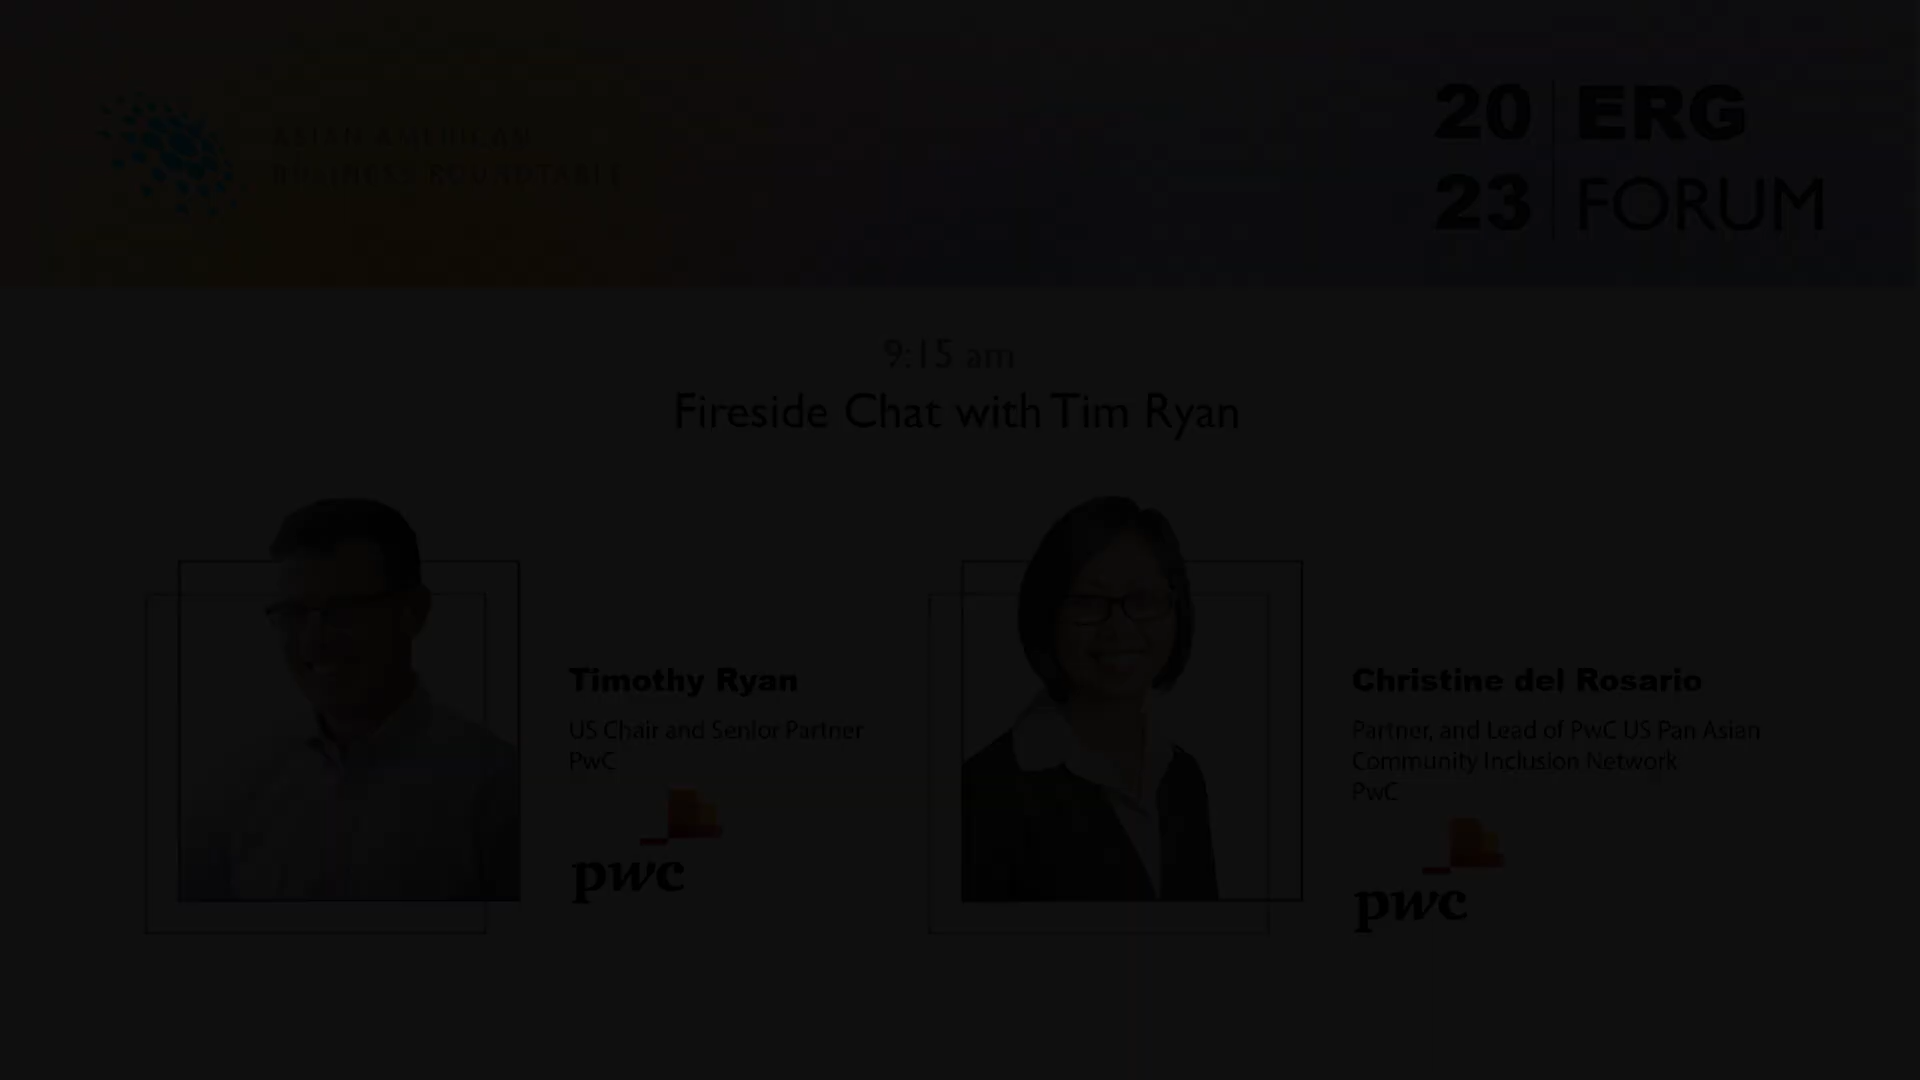 ASIAN AMERICAN
BUSINESS ROUNDTABLE
20 ERG
23 FORUM
9:15 am
Fireside Chat with Tim Ryan
Timothy Ryan
US Chair and Senior Partner
PwC
pwc
Christine del Rosario
Partner, and Lead of PwC US Pan Asian
Community Inclusion Network
PwC
pwc